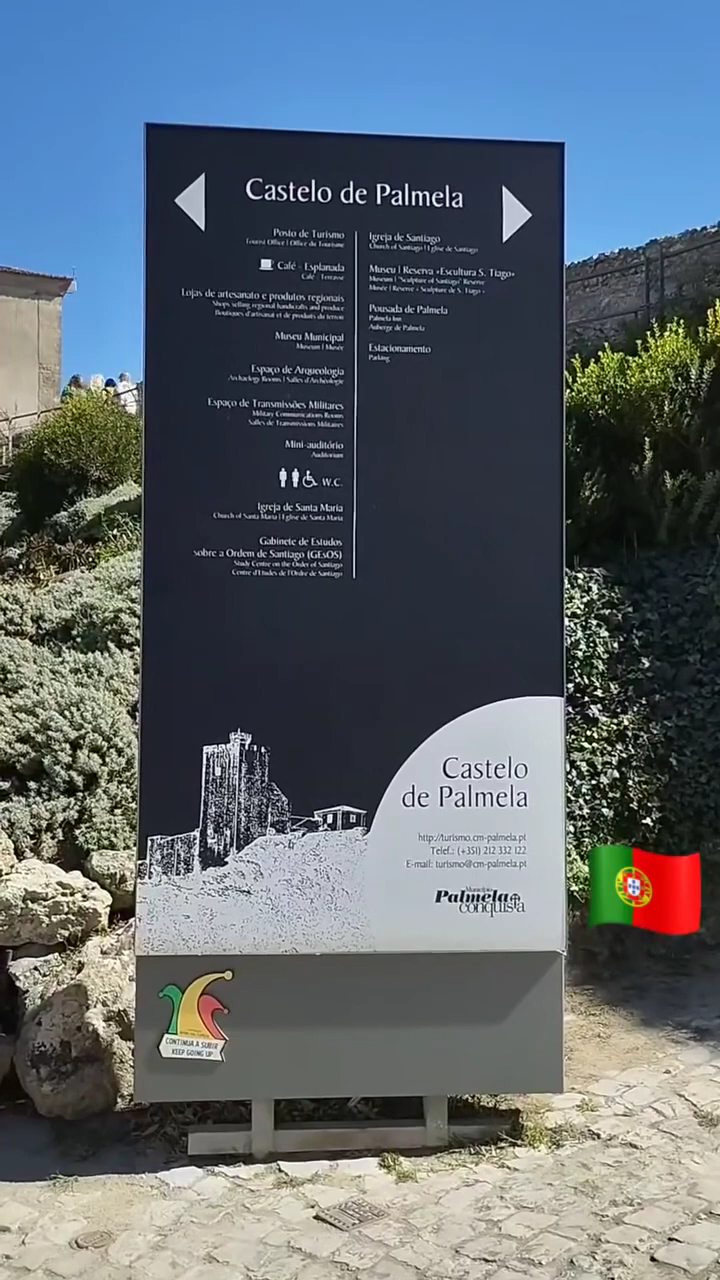 Castelo de Palmela
Posto de Turismo
Tourist Office | Office du Tourisme
Café - Esplanada
Café - Terrasse
Lojas de artesanato e produtos regionais
Shops selling regional handicrafts and produce
Boutiques d'artisanat et de produits du terroir
Museu Municipal
Museum | Musée
Espaço de Arqueologia
Archaelogy Rooms | Salles d'Archéologie
Espaço de Transmissões Militares
Military Communications Rooms
Salles de Transmissions Militaires
Mini-auditório
Auditorium
W.C.
Igreja de Santa Maria
Church of Santa Maria | Église de Santa Maria
Gabinete de Estudos
sobre a Ordem de Santiago (GEsOS)
Study Centre on the Order of Santiago
Centre d'Etudes de l'Ordre de Santiago
Igreja de Santiago
Church of Santiago | Église de Santiago
Museu | Reserva «Escultura S. Tiago»
Museum | "Sculpture of Santiago" Reserve
Musée | Réserve « Sculpture de S. Tiago »
Pousada de Palmela
Palmela Inn
Auberge de Palmela
Estacionamento
Parking
Castelo
de Palmela
http://turismo.cm-palmela.pt
Telef.: (+351) 212 332 122
E-mail: turismo@cm-palmela.pt
Município
Palmela
conquista
CONTINUA A SUBIR
KEEP GOING UP